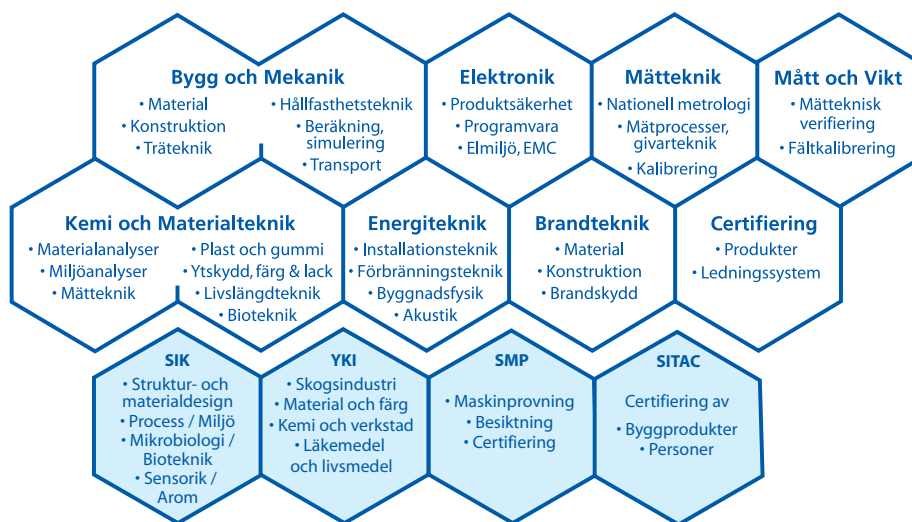 Bygg och Mekanik
• Material
• Konstruktion
• Träteknik
• Hållfasthetsteknik
• Beräkning,
simulering
• Transport
Elektronik
• Produktsäkerhet
• Programvara
• Elmiljö, EMC
Mätteknik
• Nationell metrologi
• Mätprocesser,
givarteknik
• Kalibrering
Mått och Vikt
• Mätteknisk
verifiering
• Fältkalibrering
Kemi och Materialteknik
• Materialanalyser
• Miljöanalyser
• Mätteknik
• Plast och gummi
• Ytskydd, färg & lack
• Livslängdteknik
• Bioteknik
Energiteknik
• Installationsteknik
• Förbränningsteknik
• Byggnadsfysik
• Akustik
Brandteknik
• Material
• Konstruktion
• Brandskydd
Certifiering
• Produkter
• Ledningssystem
SIK
• Struktur- och
materialdesign
• Process / Miljö
• Mikrobiologi /
Bioteknik
• Sensorik /
Arom
YKI
• Skogsindustri
• Material och färg
• Kemi och verkstad
• Läkemedel
och livsmedel
SMP
• Maskinprovning
• Besiktning
• Certifiering
SITAC
Certifiering av
• Byggprodukter
• Personer